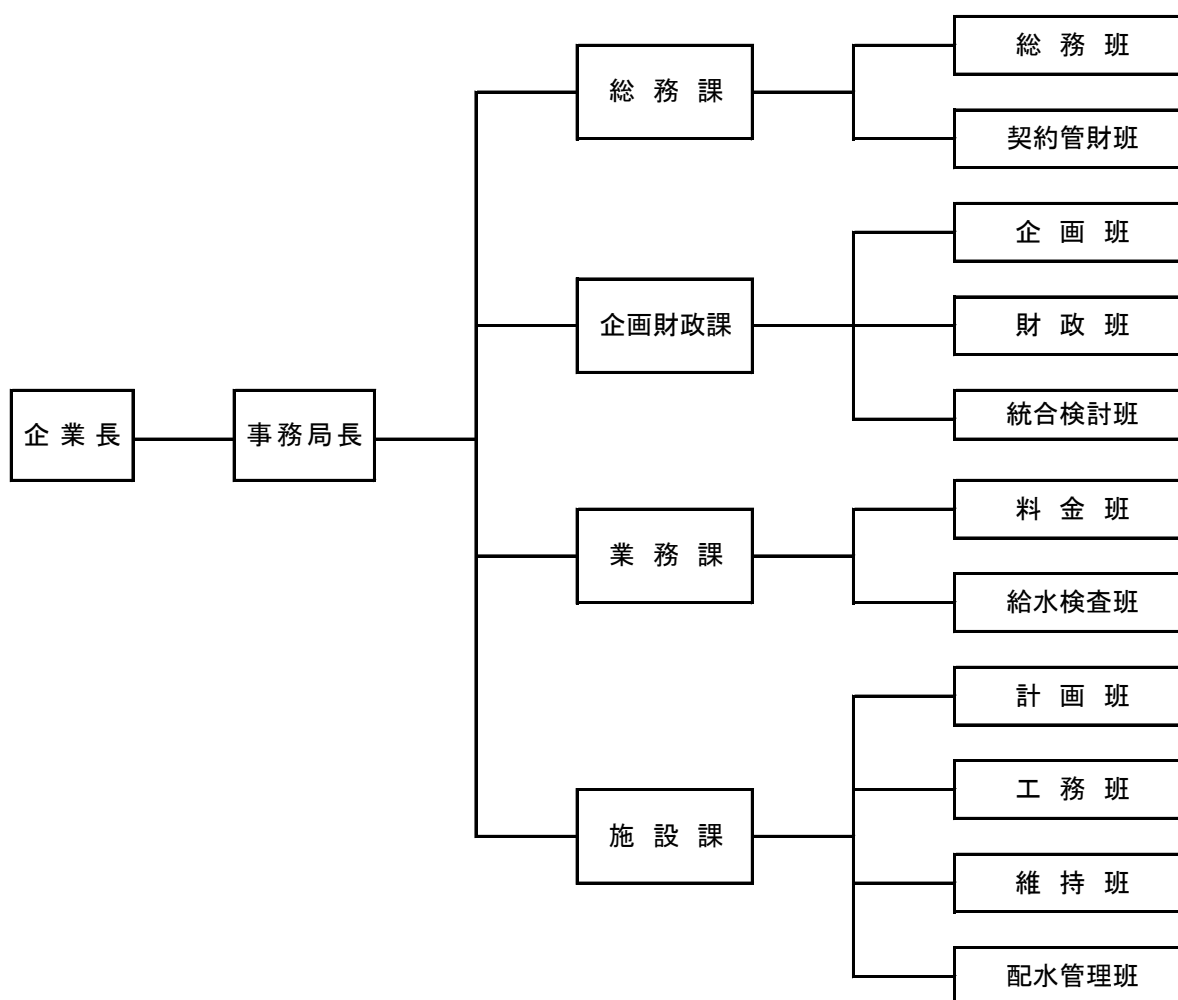 企業長
事務局長
総務課
総務班
契約管財班
企画財政課
企画班
財政班
統合検討班
業務課
料金班
給水検査班
施設課
計画班
工務班
維持班
配水管理班